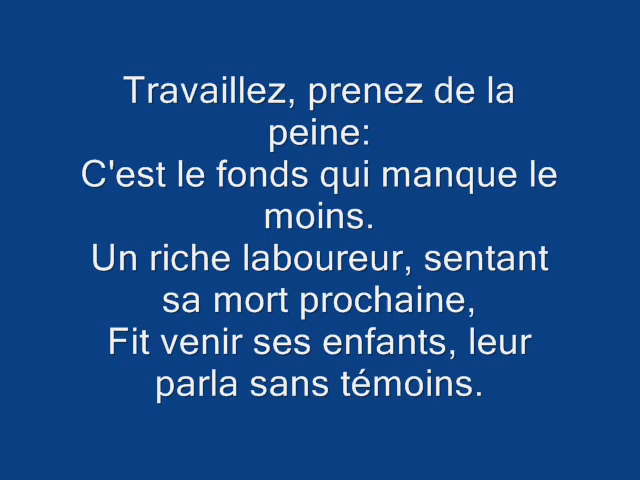 Travaillez, prenez de la
peine:
C'est le fonds qui manque le
moins.
Un riche laboureur, sentant
sa mort prochaine,
Fit venir ses enfants, leur
parla sans témoins.